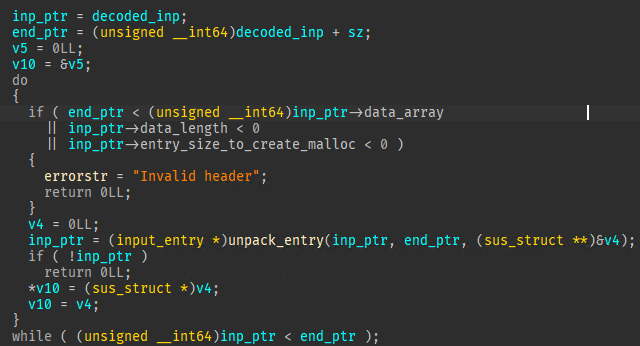 inp_ptr = decoded_inp;
end_ptr = (unsigned __int64)decoded_inp + sz;
v5 = 0LL;
v10 = &v5;
do
{
if ( end_ptr < (unsigned __int64)inp_ptr->data_array
|| inp_ptr->data_length < 0
|| inp_ptr->entry_size_to_create_malloc < 0 )
{
errorstr = "Invalid header";
return 0LL;
}
v4 = 0LL;
inp_ptr = (input_entry *)unpack_entry(inp_ptr, end_ptr, (sus_struct **)&v4);
if ( !inp_ptr )
return 0LL;
*v10 = (sus_struct *)v4;
v10 = v4;
}
while ( (unsigned __int64)inp_ptr < end_ptr );